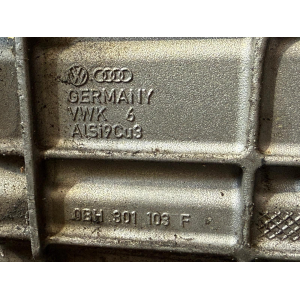 GERMANY
VWK 6
AlSi9Cu3
0BH 301 103 F